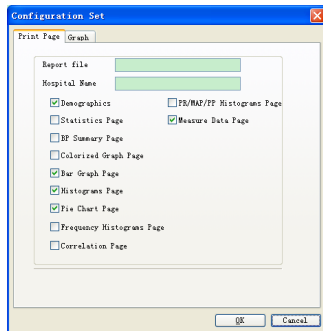 Configuration Set
Print Page Graph
Report file
Hospital Name
Demographics PR/MAP/PP Histograms Page
Statistics Page Measure Data Page
BP Summary Page
Colorized Graph Page
Bar Graph Page
Histograms Page
Pie Chart Page
Frequency Histograms Page
Correlation Page
OK Cancel